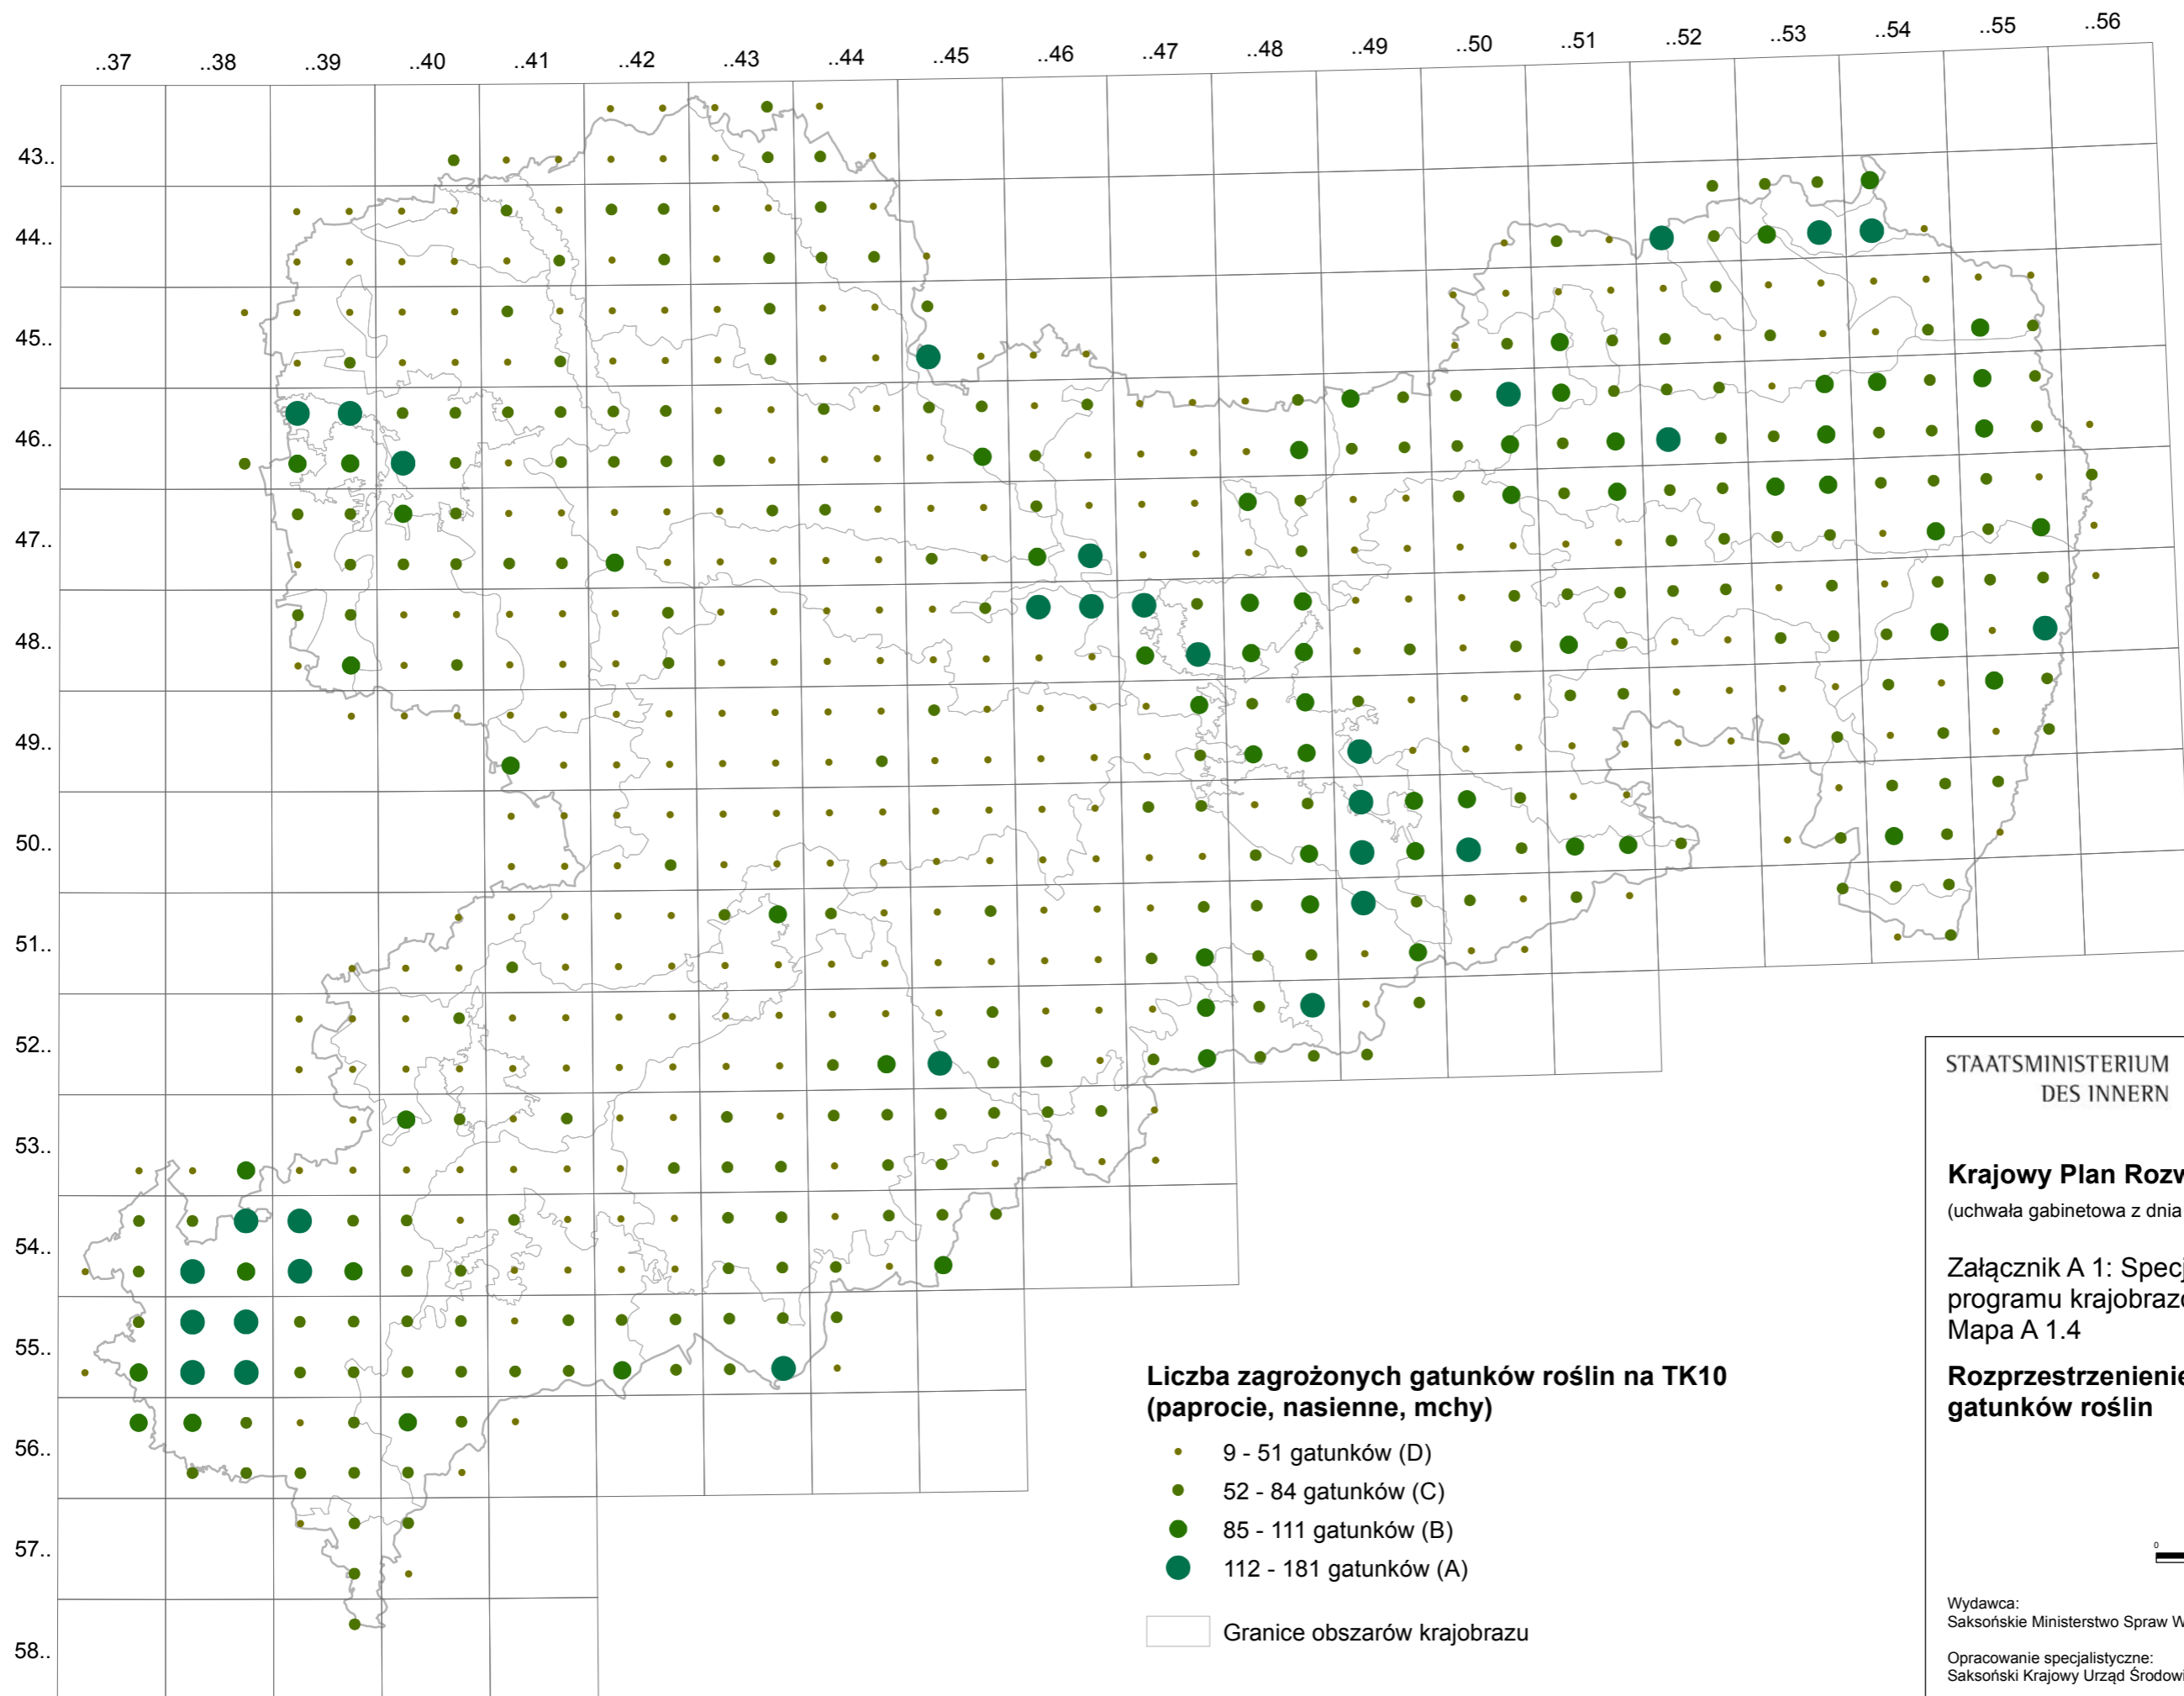 ..37 ..38 ..39 ..40 ..41 ..42 ..43 ..44 ..45 ..46 ..47 ..48 ..49 ..50 ..51 ..52 ..53 ..54 ..55 ..56
43..
44..
45..
46..
47..
48..
49..
50..
51..
52..
53..
54..
55..
56..
57..
58..
Liczba zagrożonych gatunków roślin na TK10
(paprocie, nasienne, mchy)
9 - 51 gatunków (D)
52 - 84 gatunków (C)
85 - 111 gatunków (B)
112 - 181 gatunków (A)
Granice obszarów krajobrazu
STAATSMINISTERIUM
DES INNERN
Krajowy Plan Rozw
(uchwała gabinetowa z dnia
Załącznik A 1: Specj
programu krajobrazo
Mapa A 1.4
Rozprzestrzenienie
gatunków roślin
0
Wydawca:
Saksońskie Ministerstwo Spraw W
Opracowanie specjalistyczne:
Saksoński Krajowy Urząd Środowi